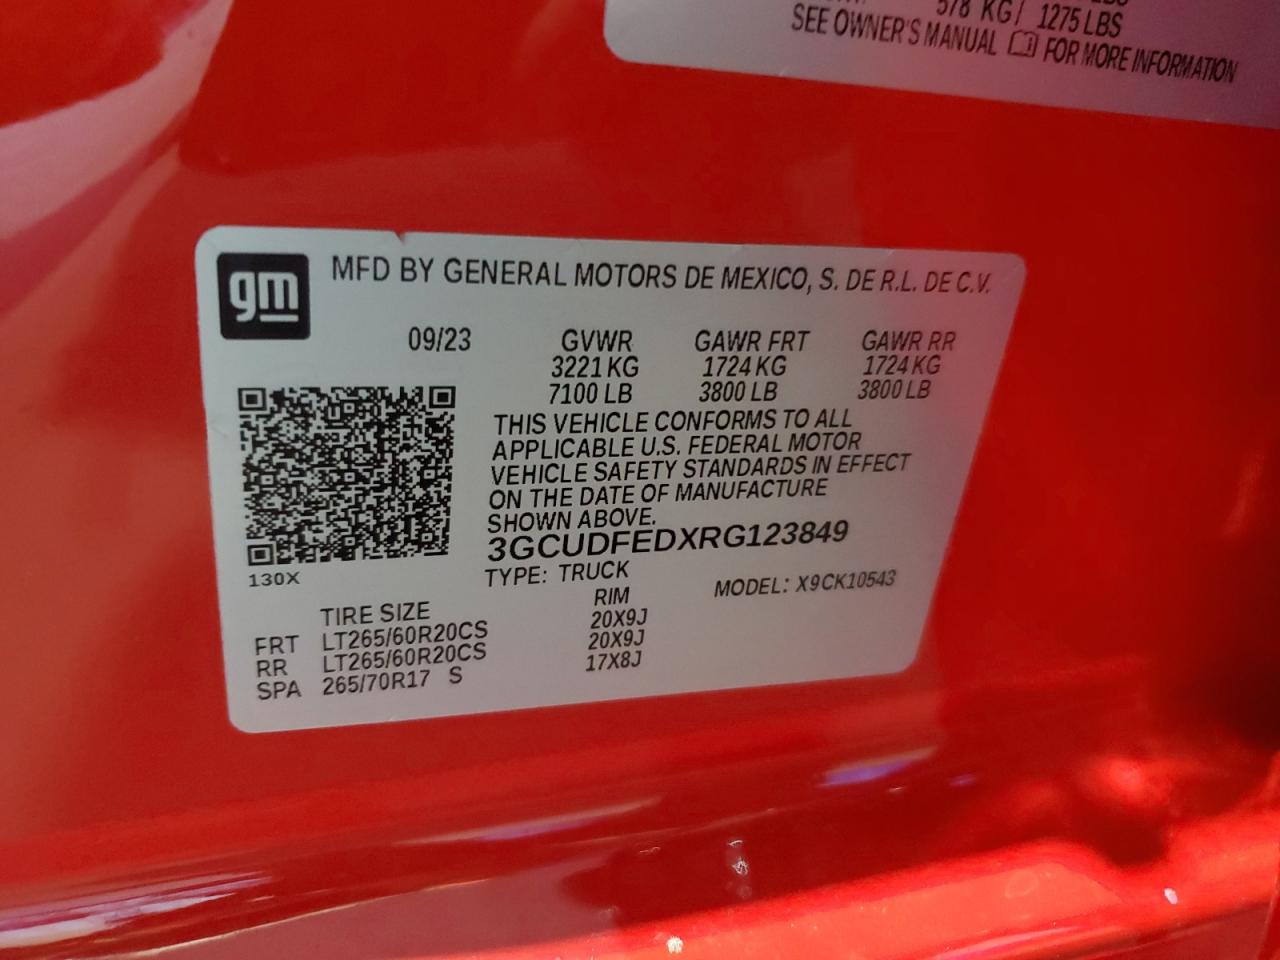 578 KG / 1275 LBS
SEE OWNER'S MANUAL FOR MORE INFORMATION
gm
MFD BY GENERAL MOTORS DE MEXICO, S. DE R.L. DE C.V.
09/23 GVWR GAWR FRT GAWR RR
3221 KG 1724 KG 1724 KG
7100 LB 3800 LB 3800 LB
THIS VEHICLE CONFORMS TO ALL
APPLICABLE U.S. FEDERAL MOTOR
VEHICLE SAFETY STANDARDS IN EFFECT
ON THE DATE OF MANUFACTURE
SHOWN ABOVE.
3GCUDFEDXRG123849
130X TYPE: TRUCK MODEL: X9CK10543
TIRE SIZE RIM
FRT LT265/60R20CS 20X9J
RR LT265/60R20CS 20X9J
SPA 265/70R17 S 17X8J